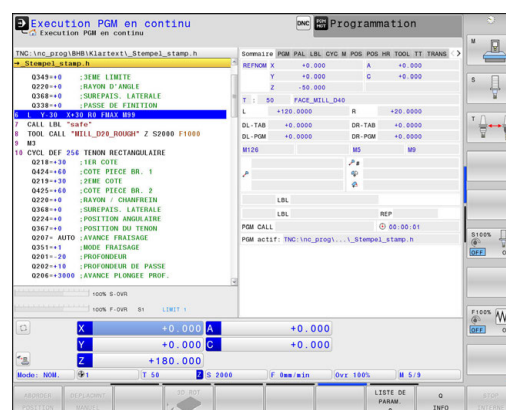 Execution PGM en continu
Execution PGM en continu
DNC
Programmation
TNC:\nc_prog\BHB\Klartext\_Stempel_stamp.h
→_Stempel_stamp.h
Q349=+0 ;3EME LIMITE
Q220=+0 ;RAYON D'ANGLE
Q368=+0 ;SUREPAIS. LATERALE
Q338=+0 ;PASSE DE FINITION
6 L Y-30 X+30 R0 FMAX M99
7 CALL LBL "safe"
8 TOOL CALL "MILL_D20_ROUGH" Z S2000 F1000
9 M3
10 CYCL DEF 256 TENON RECTANGULAIRE
Q218=+30 ;1ER COTE
Q424=+60 ;COTE PIECE BR. 1
Q219=+30 ;2EME COTE
Q425=+60 ;COTE PIECE BR. 2
Q220=+0 ;RAYON / CHANFREIN
Q368=+0 ;SUREPAIS. LATERALE
Q224=+0 ;POSITION ANGULAIRE
Q367=+0 ;POSITION DU TENON
Q207= AUTO ;AVANCE FRAISAGE
Q351=+1 ;MODE FRAISAGE
Q201=-20 ;PROFONDEUR
Q202=+10 ;PROFONDEUR DE PASSE
Q206=+3000 ;AVANCE PLONGEE PROF.
100% S-OVR
100% F-OVR S1 LIMIT 1
Sommaire PGM PAL LBL CYC M POS POS HR TOOL TT TRANS
REFNOM X +0.000 A +0.000
Y +0.000 C +0.000
Z -50.000
T : 50 FACE_MILL_D40
L +120.0000 R +20.0000
DL-TAB +0.0000 DR-TAB +0.0000
DL-PGM +0.0000 DR-PGM +0.0000
M126 M5 M9
LBL
LBL REP
PGM CALL 00:00:01
PGM actif: TNC:\nc_prog\...\_Stempel_stamp.h
X +0.000 A +0.000
Y +0.000 C +0.000
Z +180.000
Mode: NOM. 1 T 50 Z S 2000 F 0mm/min Ovr 100% M 5/9
3D ROT
LISTE DE
PARAM.
Q
Q
INFO
M
S
T
S100%
OFF
F100%
OFF